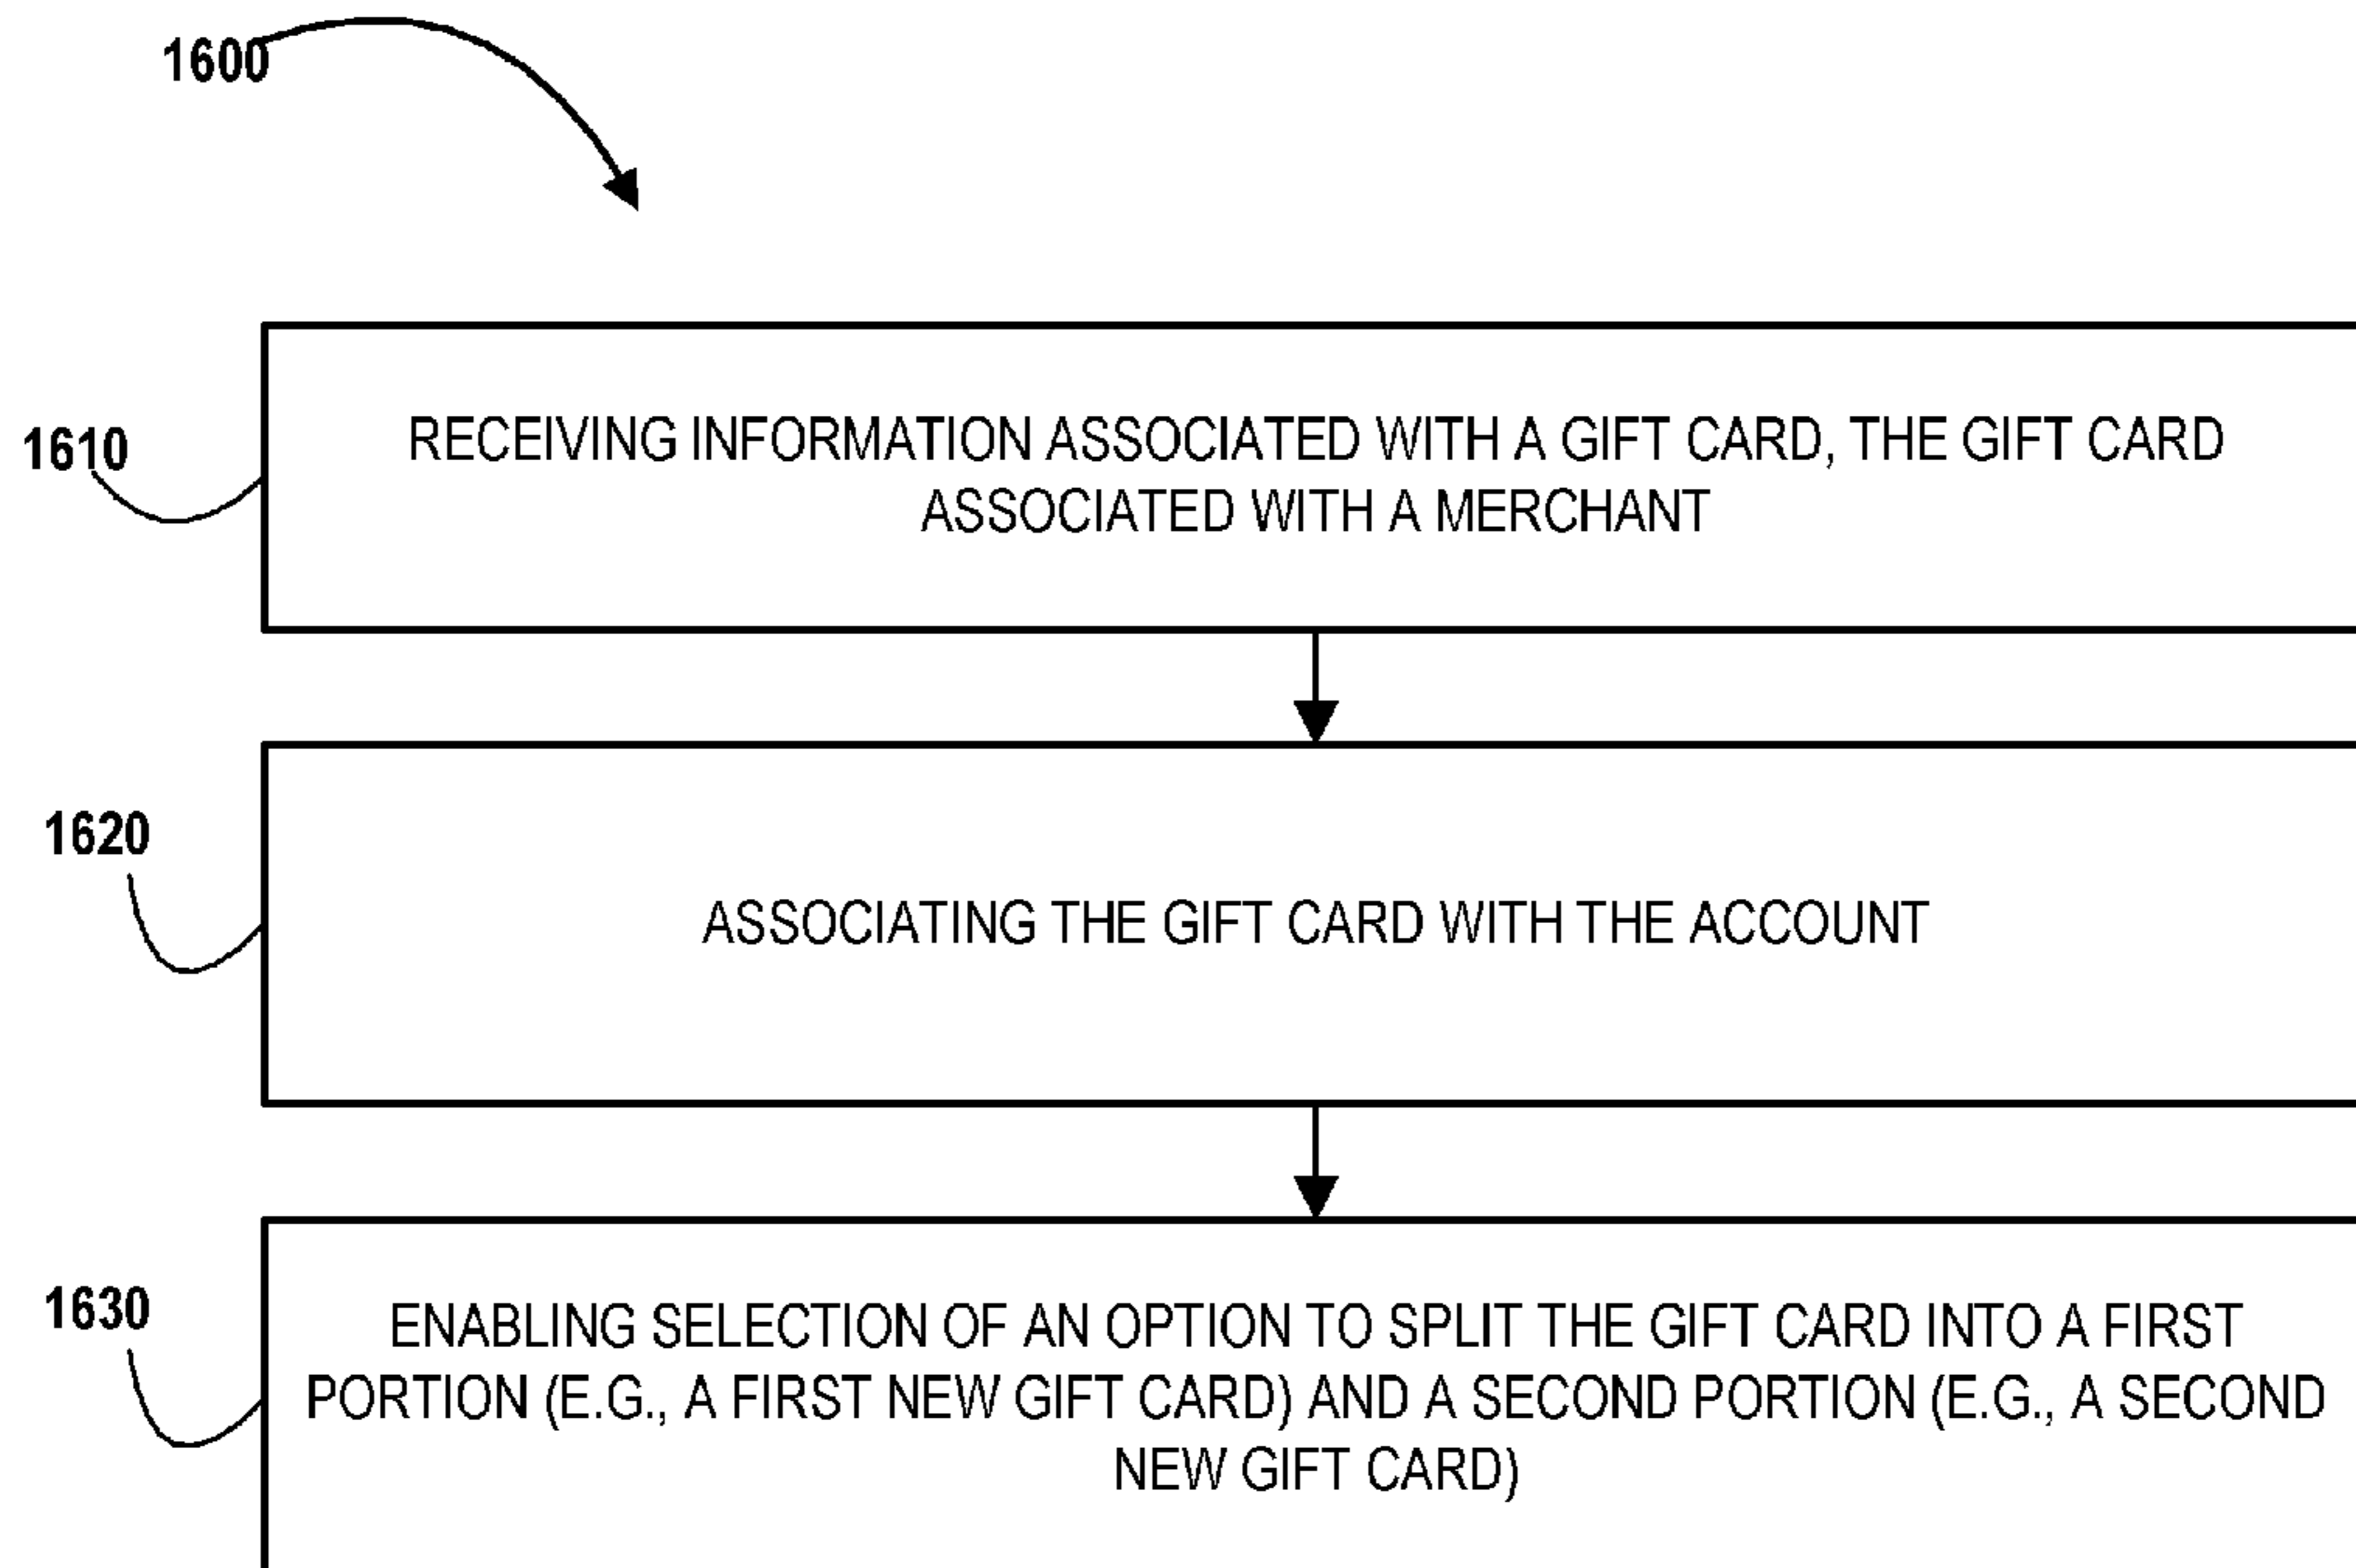 1600
1610
RECEIVING INFORMATION ASSOCIATED WITH A GIFT CARD, THE GIFT CARD
ASSOCIATED WITH A MERCHANT
1620
ASSOCIATING THE GIFT CARD WITH THE ACCOUNT
1630
ENABLING SELECTION OF AN OPTION TO SPLIT THE GIFT CARD INTO A FIRST
PORTION (E.G., A FIRST NEW GIFT CARD) AND A SECOND PORTION (E.G., A SECOND
NEW GIFT CARD)